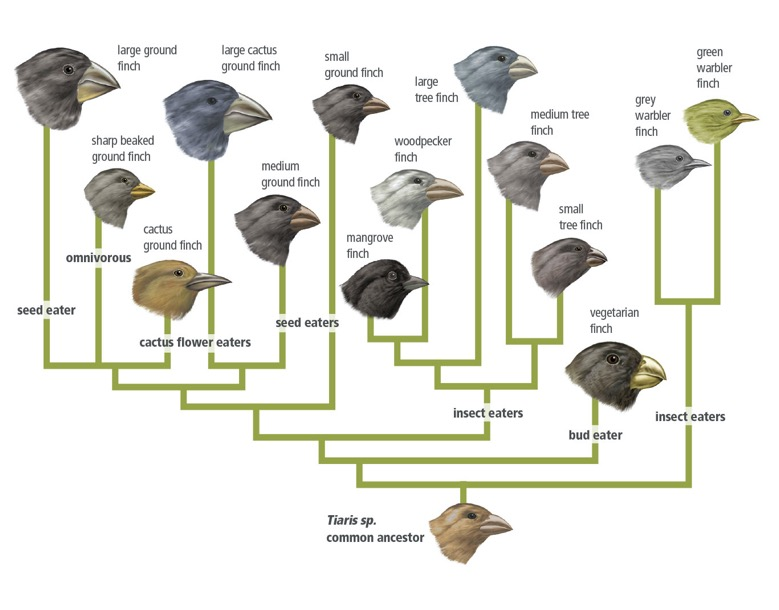 large ground
finch
large cactus
ground finch
small
ground finch
large
tree finch
green
warbler
finch
grey
warbler
finch
medium tree
finch
sharp beaked
ground finch
woodpecker
finch
medium
ground finch
small
tree finch
cactus
ground finch
mangrove
finch
omnivorous
seed eater
vegetarian
finch
seed eaters
cactus flower eaters
insect eaters
insect eaters
bud eater
Tiaris sp.
common ancestor